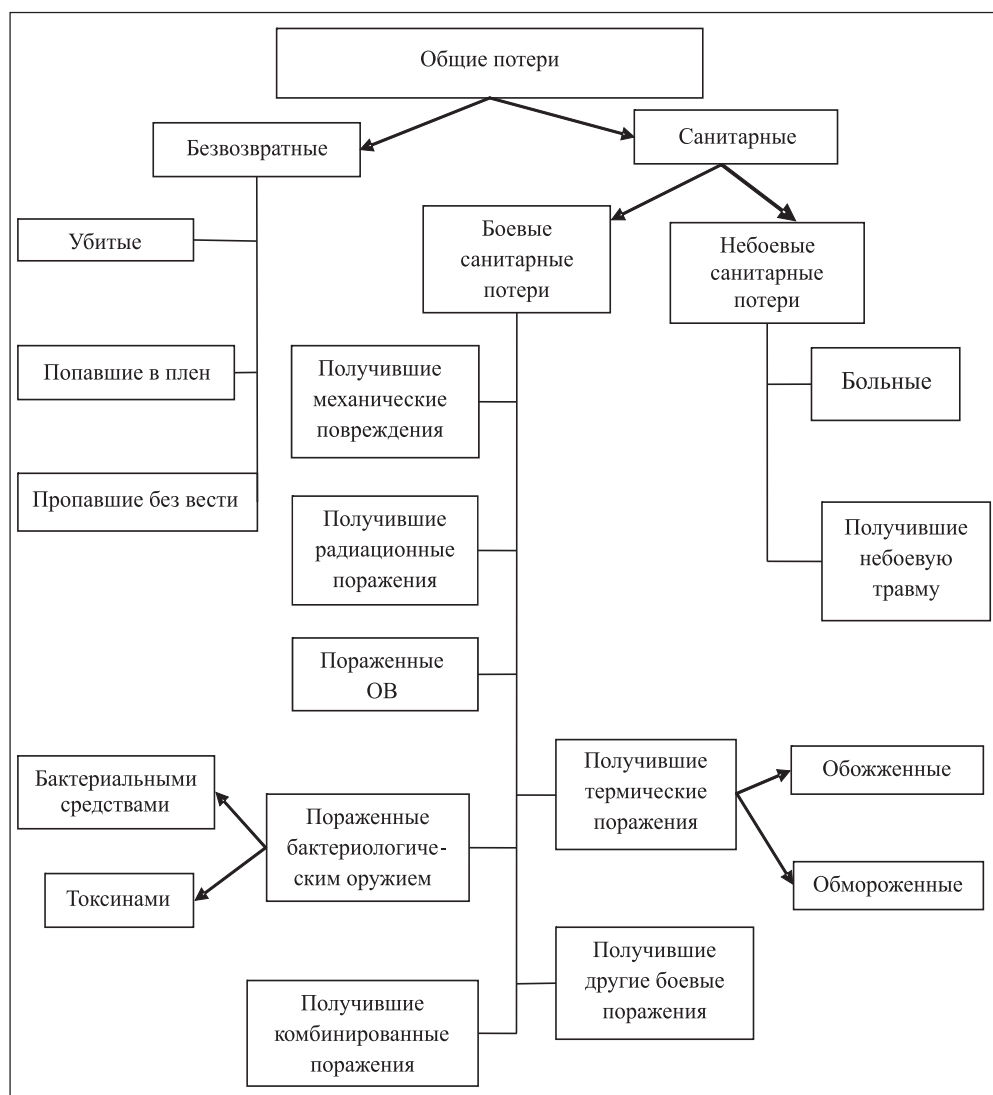 Общие потери
Безвозвратные
Санитарные
Убитые
Боевые
санитарные
потери
Небоевые
санитарные
потери
Попавшие в плен
Получившие
механические
повреждения
Больные
Пропавшие без вести
Получившие
радиационные
поражения
Получившие
небоевую
травму
Пораженные
ОВ
Бактериальными
средствами
Получившие
термические
поражения
Обожженные
Пораженные
бактериологиче-
ским оружием
Токсинами
Обмороженные
Получившие
другие боевые
поражения
Получившие
комбинированные
поражения